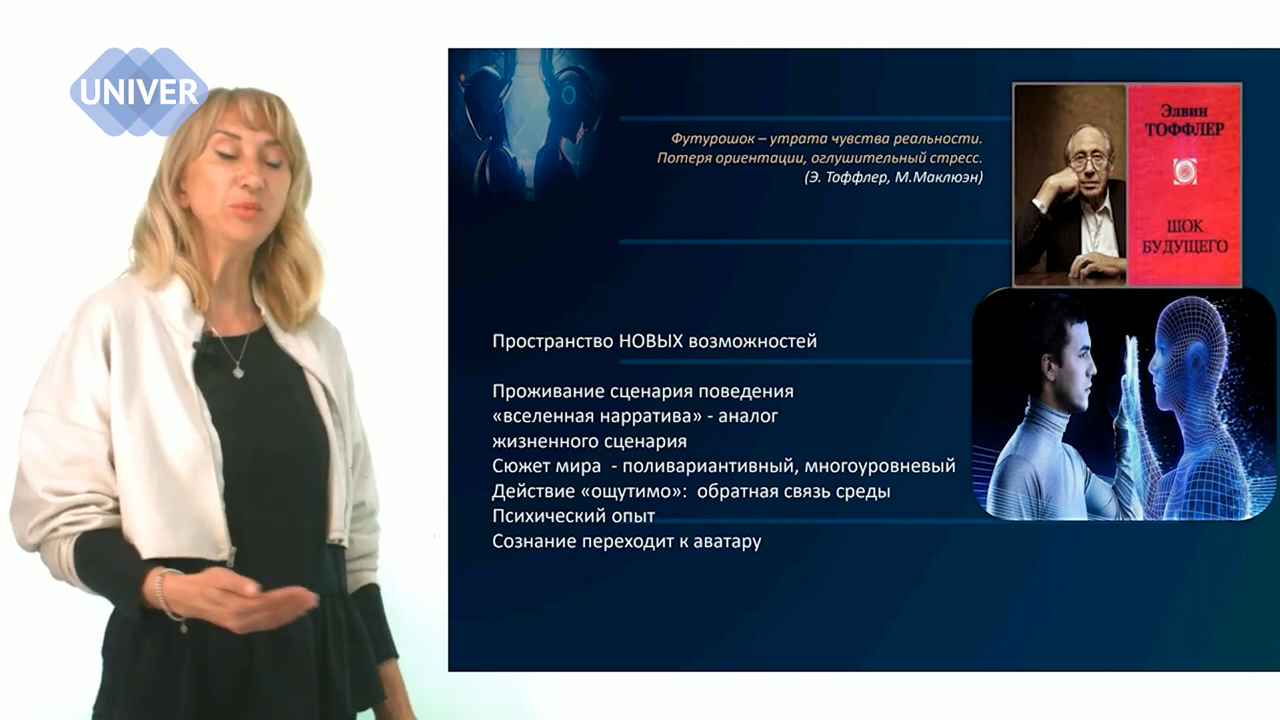 UNIVER
Футурошок – утрата чувства реальности.
Потеря ориентации, оглушительный стресс.
(Э. Тоффлер, М.Маклюэн)
Элвин
ТОФФЛЕР
ШОК
БУДУЩЕГО
Пространство НОВЫХ возможностей
Проживание сценария поведения
«вселенная нарратива» - аналог
жизненного сценария
Сюжет мира - поливариантивный, многоуровневый
Действие «ощутимо»: обратная связь среды
Психический опыт
Сознание переходит к аватару